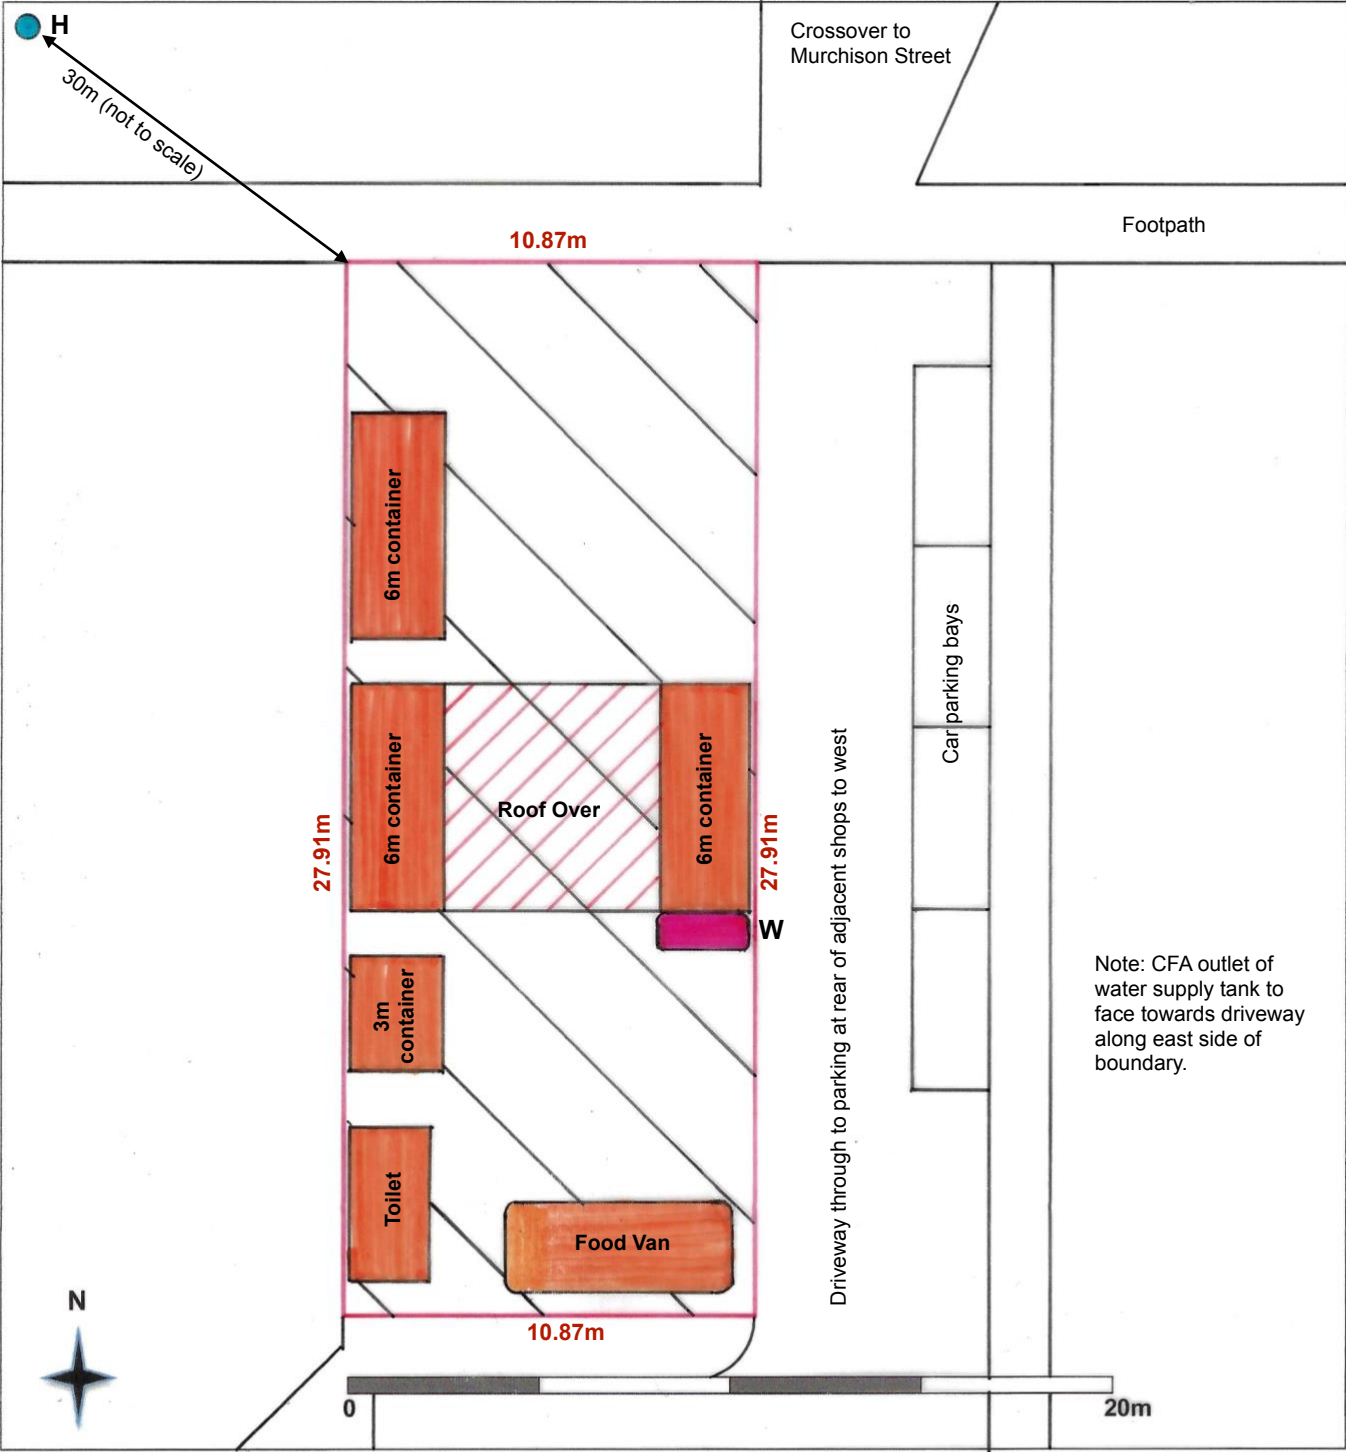 H
Crossover to
Murchison Street
30m (not to scale)
Footpath
10.87m
6m container
6m container
Roof Over
6m container
27.91m
27.91m
W
Car parking bays
Driveway through to parking at rear of adjacent shops to west
3m
container
Note: CFA outlet of
water supply tank to
face towards driveway
along east side of
boundary.
Toilet
Food Van
N
10.87m
0
20m